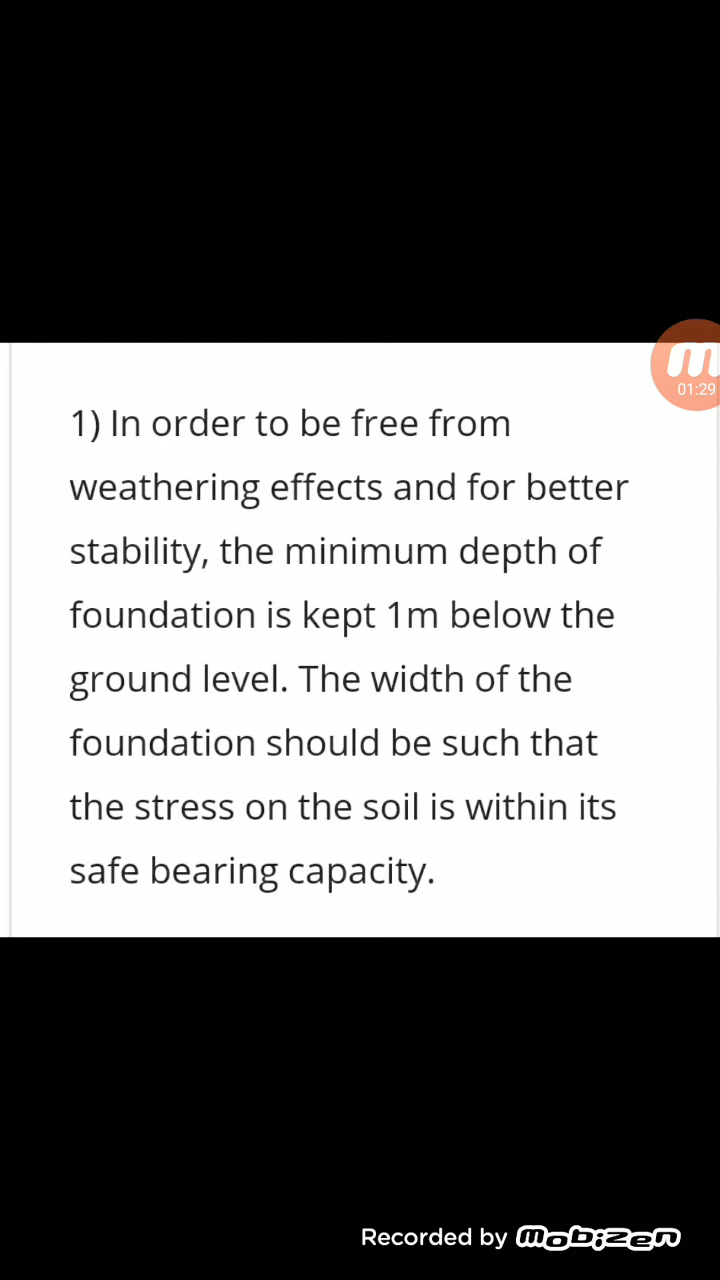 m
01:29
1) In order to be free from
weathering effects and for better
stability, the minimum depth of
foundation is kept 1m below the
ground level. The width of the
foundation should be such that
the stress on the soil is within its
safe bearing capacity.
Recorded by mobizen